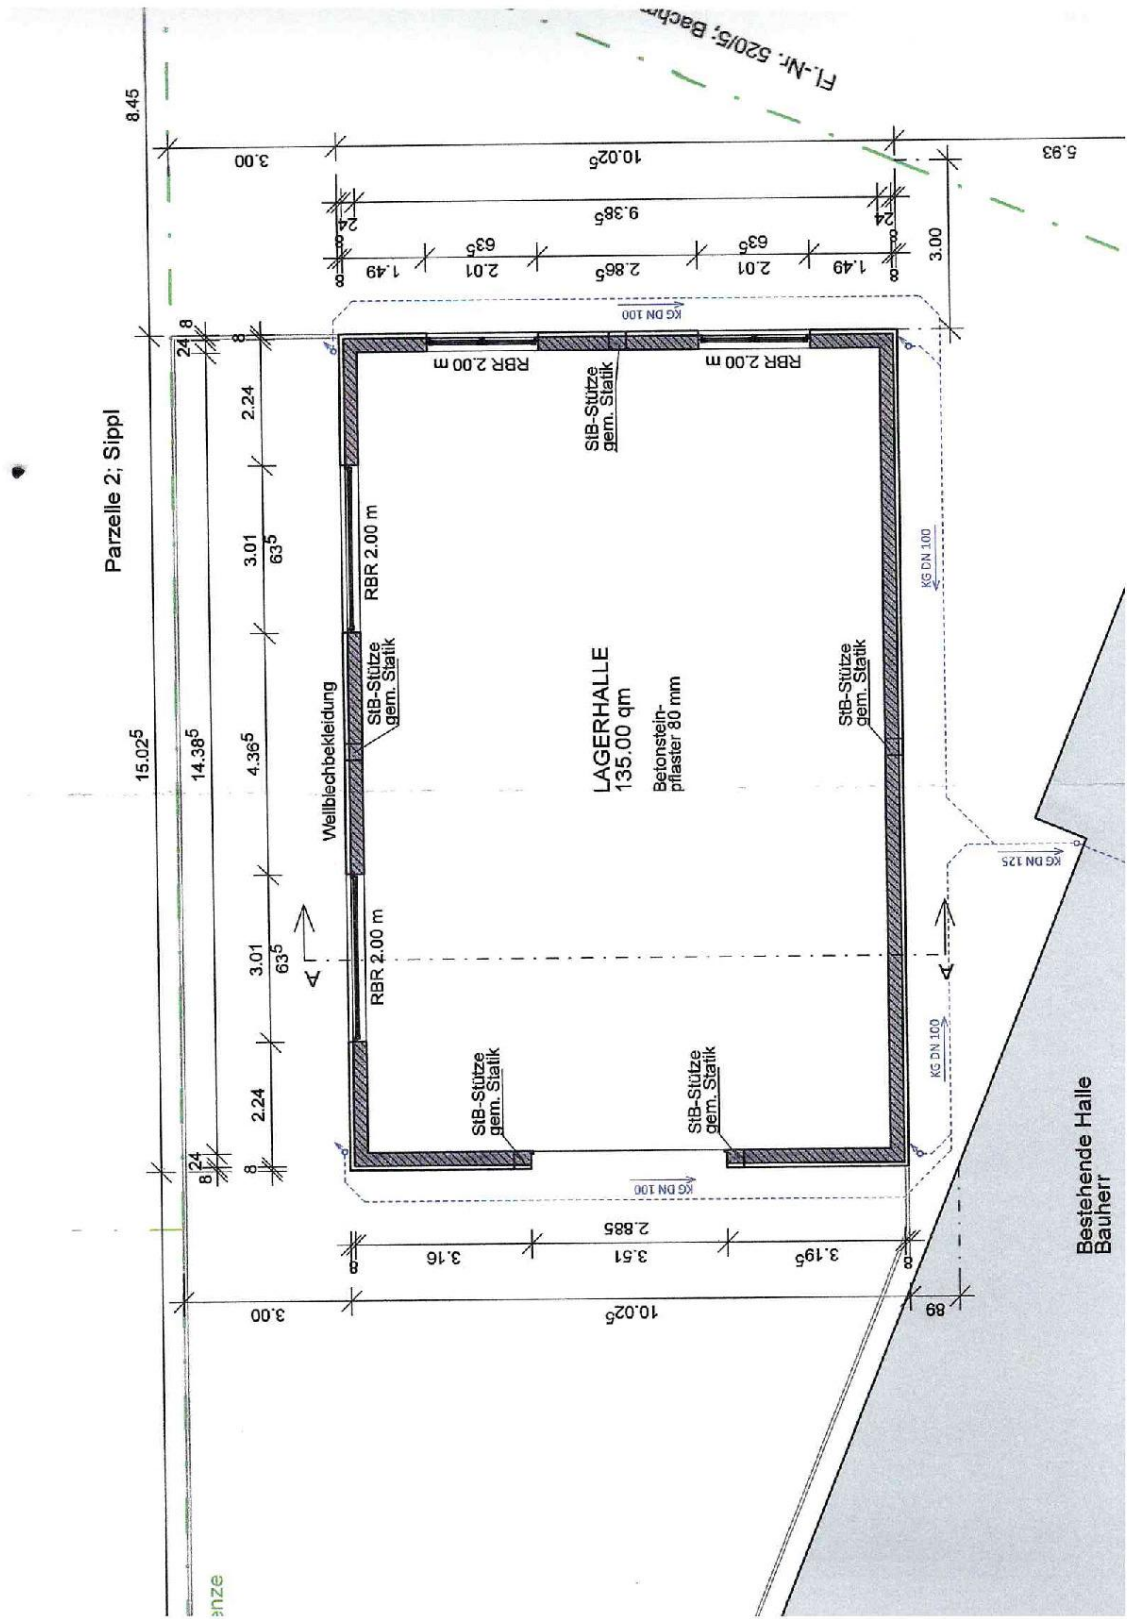 Fl.-Nr. 520/5; Bachm
Parzelle 2; Sippl
8.45
15.02⁵
14.38⁵
24
8
8
2.24
3.01
63⁵
4.36⁵
3.01
63⁵
2.24
8
24
8
3.00
10.02⁵
5.93
24
9.38⁵
24
8
8
8
1.49
2.01
63⁵
2.86⁵
2.01
63⁵
1.49
8
3.00
KG DN 100
RBR 2.00 m
RBR 2.00 m
StB-Stütze
gem. Statik
RBR 2.00 m
Wellblechbekleidung
StB-Stütze
gem. Statik
RBR 2.00 m
LAGERHALLE
135.00 qm
Betonstein-
pflaster 80 mm
StB-Stütze
gem. Statik
KG DN 100
KG DN 125
A
A
KG DN 100
StB-Stütze
gem. Statik
StB-Stütze
gem. Statik
KG DN 100
8
3.16
3.51
2.885
3.19⁵
8
3.00
10.02⁵
89
Bestehende Halle
Bauherr
enze